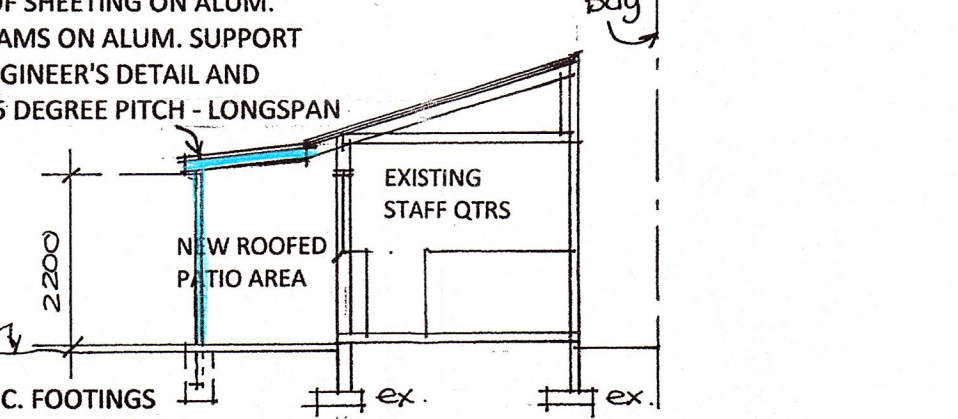 OF SHEETING ON ALUM.
AMS ON ALUM. SUPPORT
GINEER'S DETAIL AND
5 DEGREE PITCH - LONGSPAN
Bdy
EXISTING
STAFF QTRS
NEW ROOFED
PATIO AREA
2200
C. FOOTINGS
ex.
ex.